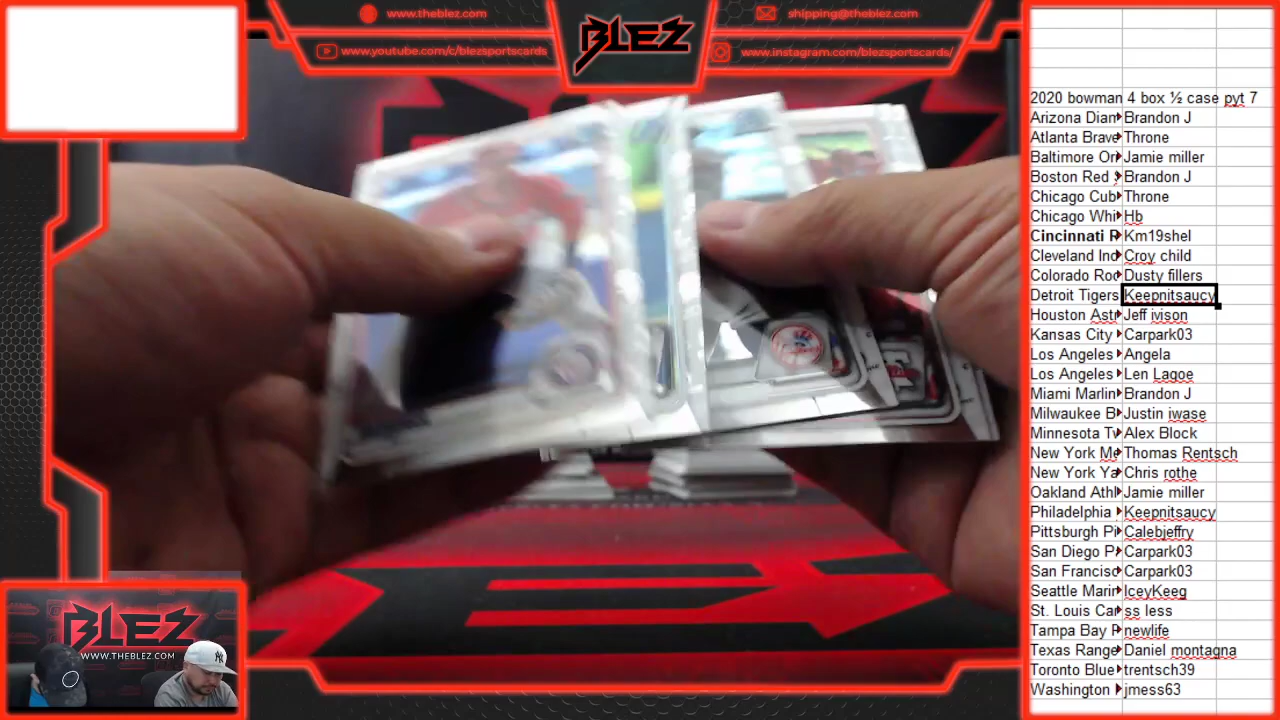 www.theblez.com
shipping@theblez.com
www.youtube.com/c/blezsportscards
www.instagram.com/blezsportscards/
BLEZ
2020 bowman 4 box ½ case pyt 7
Arizona Diam Brandon J
Atlanta Brave Throne
Baltimore Or Jamie miller
Boston Red Brandon J
Chicago Cub Throne
Chicago Whi Hb
Cincinnati R Km19shel
Cleveland Ind Croy child
Colorado Roc Dusty fillers
Detroit Tigers Keepnitsaucy
Houston Astr Jeff ivison
Kansas City Carpark03
Los Angeles Angela
Los Angeles Len Lagoe
Miami Marlin Brandon J
Milwaukee B Justin iwase
Minnesota Tw Alex Block
New York Me Thomas Rentsch
New York Ya Chris rothe
Oakland Athl Jamie miller
Philadelphia Keepnitsaucy
Pittsburgh Pi Calebjeffry
San Diego P Carpark03
San Francisc Carpark03
Seattle Marin IceyKeeg
St. Louis Car ss less
Tampa Bay R newlife
Texas Range Daniel montagna
Toronto Blue trentsch39
Washington jmess63
BLEZ
WWW.THEBLEZ.COM